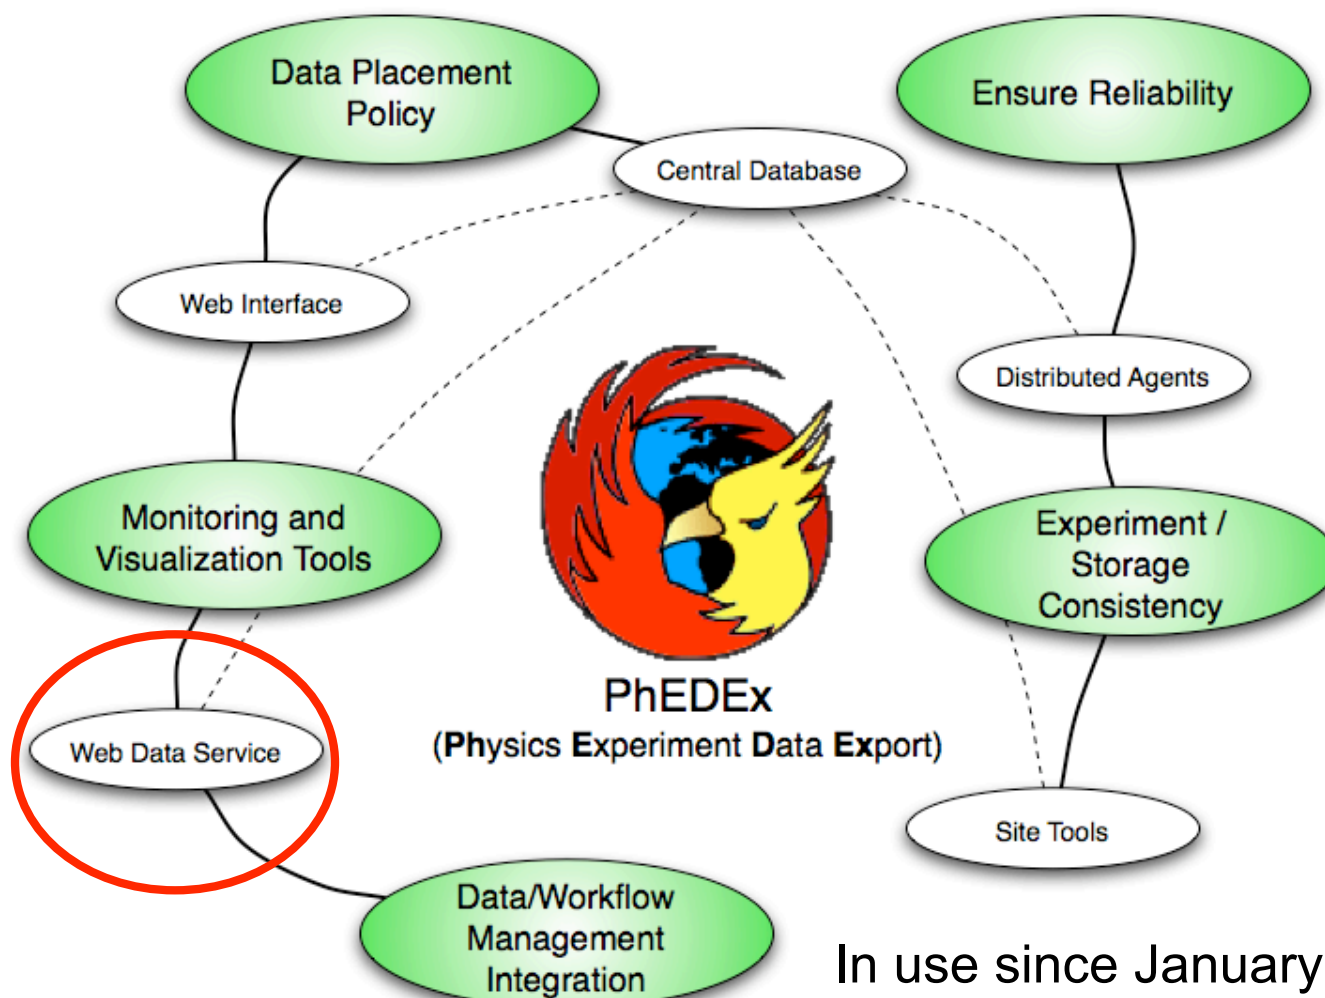 Data Placement
Policy
Ensure Reliability
Central Database
Web Interface
Distributed Agents
Monitoring and
Visualization Tools
Experiment /
Storage
Consistency
PhEDEx
(Physics Experiment Data Export)
Web Data Service
Site Tools
Data/Workflow
Management
Integration
In use since January